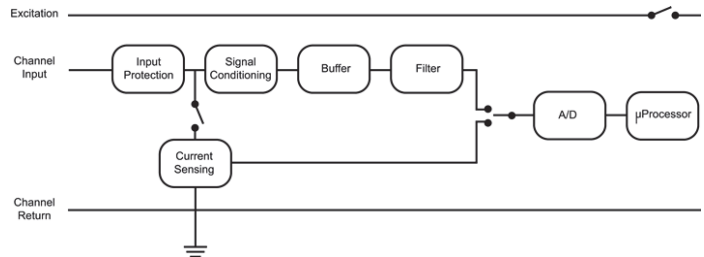 Excitation
Channel
Input
Input
Protection
Signal
Conditioning
Buffer
Filter
A/D
µProcessor
Current
Sensing
Channel
Return